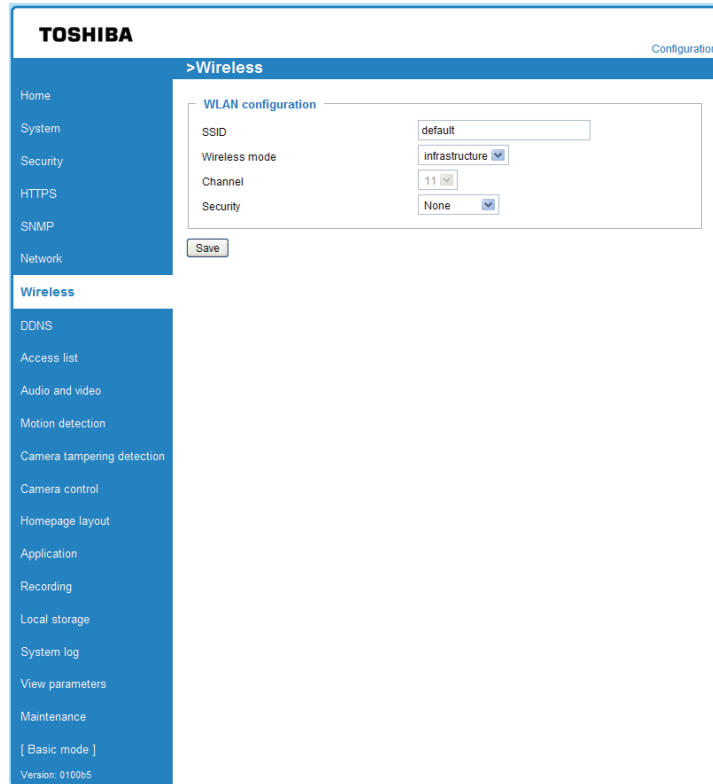 TOSHIBA
Configuration
>Wireless
Home
System
Security
HTTPS
SNMP
Network
Wireless
DDNS
Access list
Audio and video
Motion detection
Camera tampering detection
Camera control
Homepage layout
Application
Recording
Local storage
System log
View parameters
Maintenance
[ Basic mode ]
Version: 0100b5
WLAN configuration
SSID default
Wireless mode infrastructure
Channel 11
Security None
Save